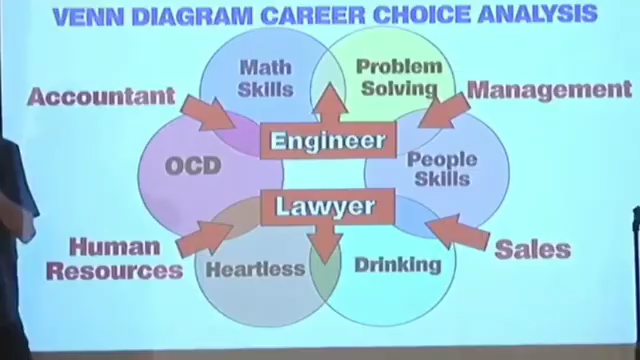 VENN DIAGRAM CAREER CHOICE ANALYSIS
Math
Skills
Problem
Solving
Accountant
Management
Engineer
OCD
People
Skills
Lawyer
Human
Resources
Heartless
Drinking
Sales